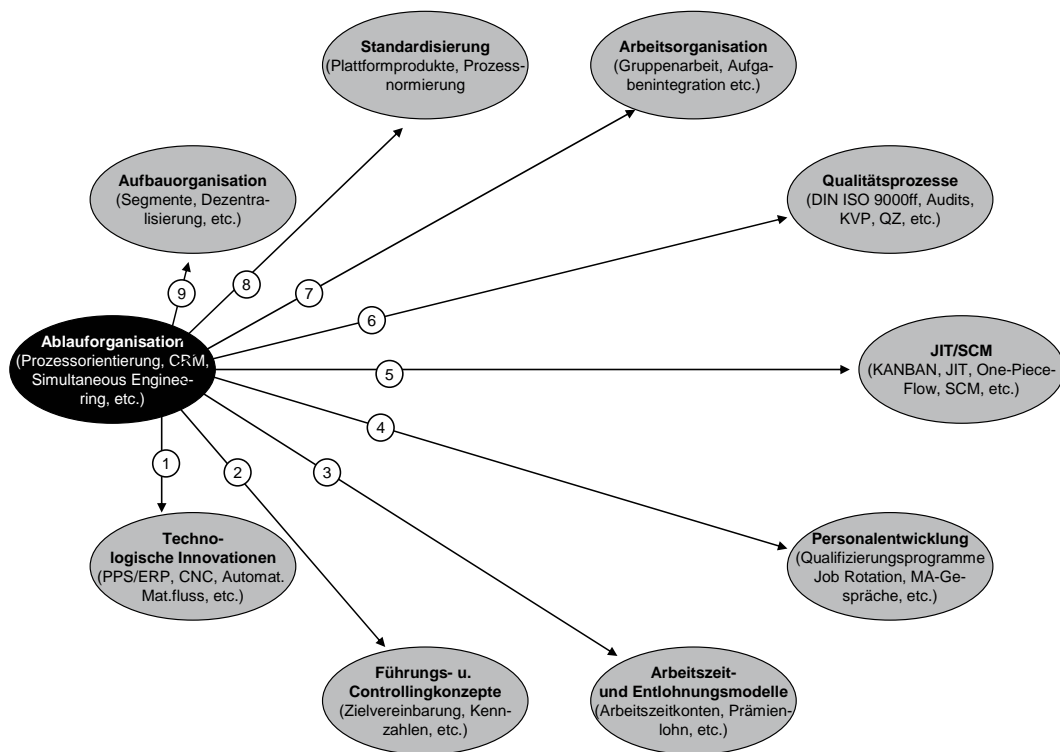 Standardisierung
(Plattformprodukte, Prozess-
normierung
Arbeitsorganisation
(Gruppenarbeit, Aufga-
benintegration etc.)
Aufbauorganisation
(Segmente, Dezentra-
lisierung, etc.)
Qualitätsprozesse
(DIN ISO 9000ff, Audits,
KVP, QZ, etc.)
9
8
7
6
Ablauforganisation
(Prozessorientierung, CRM,
Simultaneous Enginee-
ring, etc.)
5
JIT/SCM
(KANBAN, JIT, One-Piece-
Flow, SCM, etc.)
4
1
2
3
Techno-
logische Innovationen
(PPS/ERP, CNC, Automat.
Mat.fluss, etc.)
Personalentwicklung
(Qualifizierungsprogramme
Job Rotation, MA-Ge-
spräche, etc.)
Führungs- u.
Controllingkonzepte
(Zielvereinbarung, Kenn-
zahlen, etc.)
Arbeitszeit-
und Entlohnungsmodelle
(Arbeitszeitkonten, Prämien-
lohn, etc.)